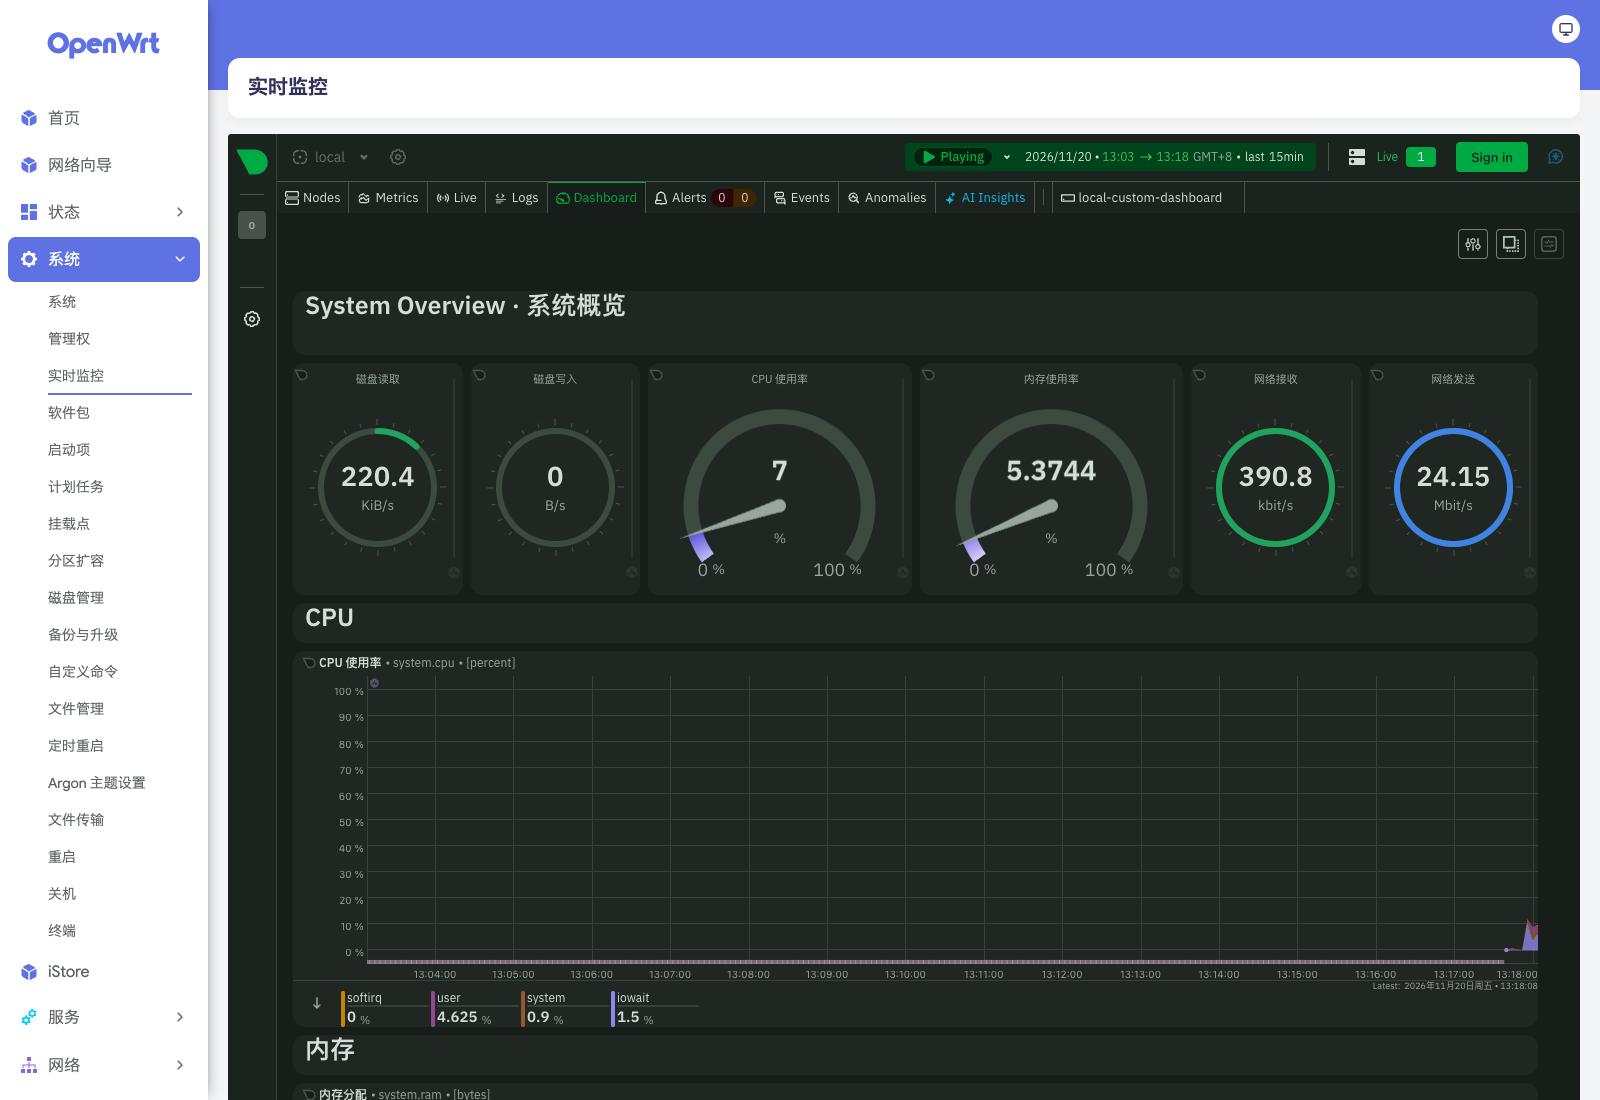 OpenWrt
首页
网络向导
状态
系统
系统
管理权
实时监控
软件包
启动项
计划任务
挂载点
分区扩容
磁盘管理
备份与升级
自定义命令
文件管理
定时重启
Argon 主题设置
文件传输
重启
关机
终端
iStore
服务
网络
实时监控
local
Playing
2026/11/20 • 13:03 → 13:18 GMT+8 • last 15min
Live 1
Sign in
Nodes
Metrics
Live
Logs
Dashboard
Alerts 0 0
Events
Anomalies
AI Insights
local-custom-dashboard
0
System Overview · 系统概览
磁盘读取
220.4
KiB/s
磁盘写入
0
B/s
CPU 使用率
7
%
0 %
100 %
内存使用率
5.3744
%
0 %
100 %
网络接收
390.8
kbit/s
网络发送
24.15
Mbit/s
CPU
CPU 使用率 • system.cpu • [percent]
100 %
90 %
80 %
70 %
60 %
50 %
40 %
30 %
20 %
10 %
0 %
13:04:00 13:05:00 13:06:00 13:07:00 13:08:00 13:09:00 13:10:00 13:11:00 13:12:00 13:13:00 13:14:00 13:15:00 13:16:00 13:17:00 13:18:00
Latest: 2026年11月20日周五 • 13:18:08
softirq
0 %
user
4.625 %
system
0.9 %
iowait
1.5 %
内存
内存分配 • system.ram • [bytes]